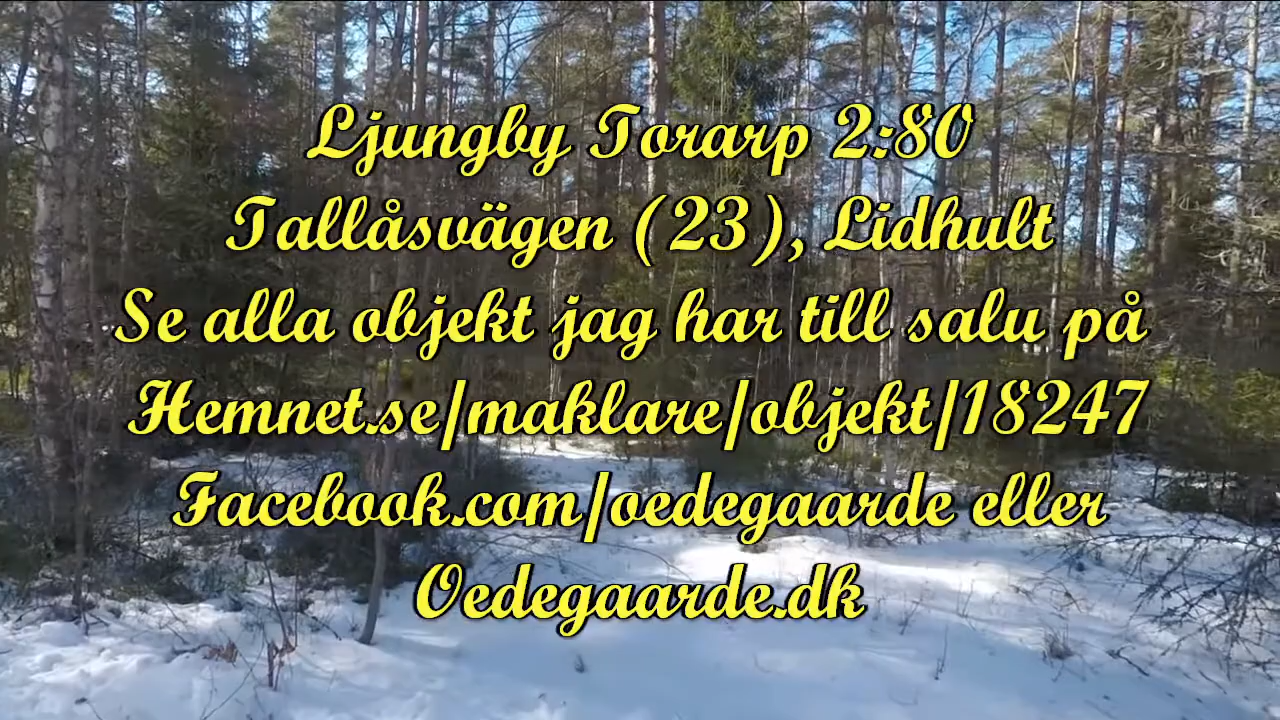 Ljungby Torarp 2:80
Tallåsvägen (23), Lidhult
Se alla objekt jag har till salu på
Hemnet.se/maklare/objekt/18247
Facebook.com/oedegaarde eller
Oedegaarde.dk